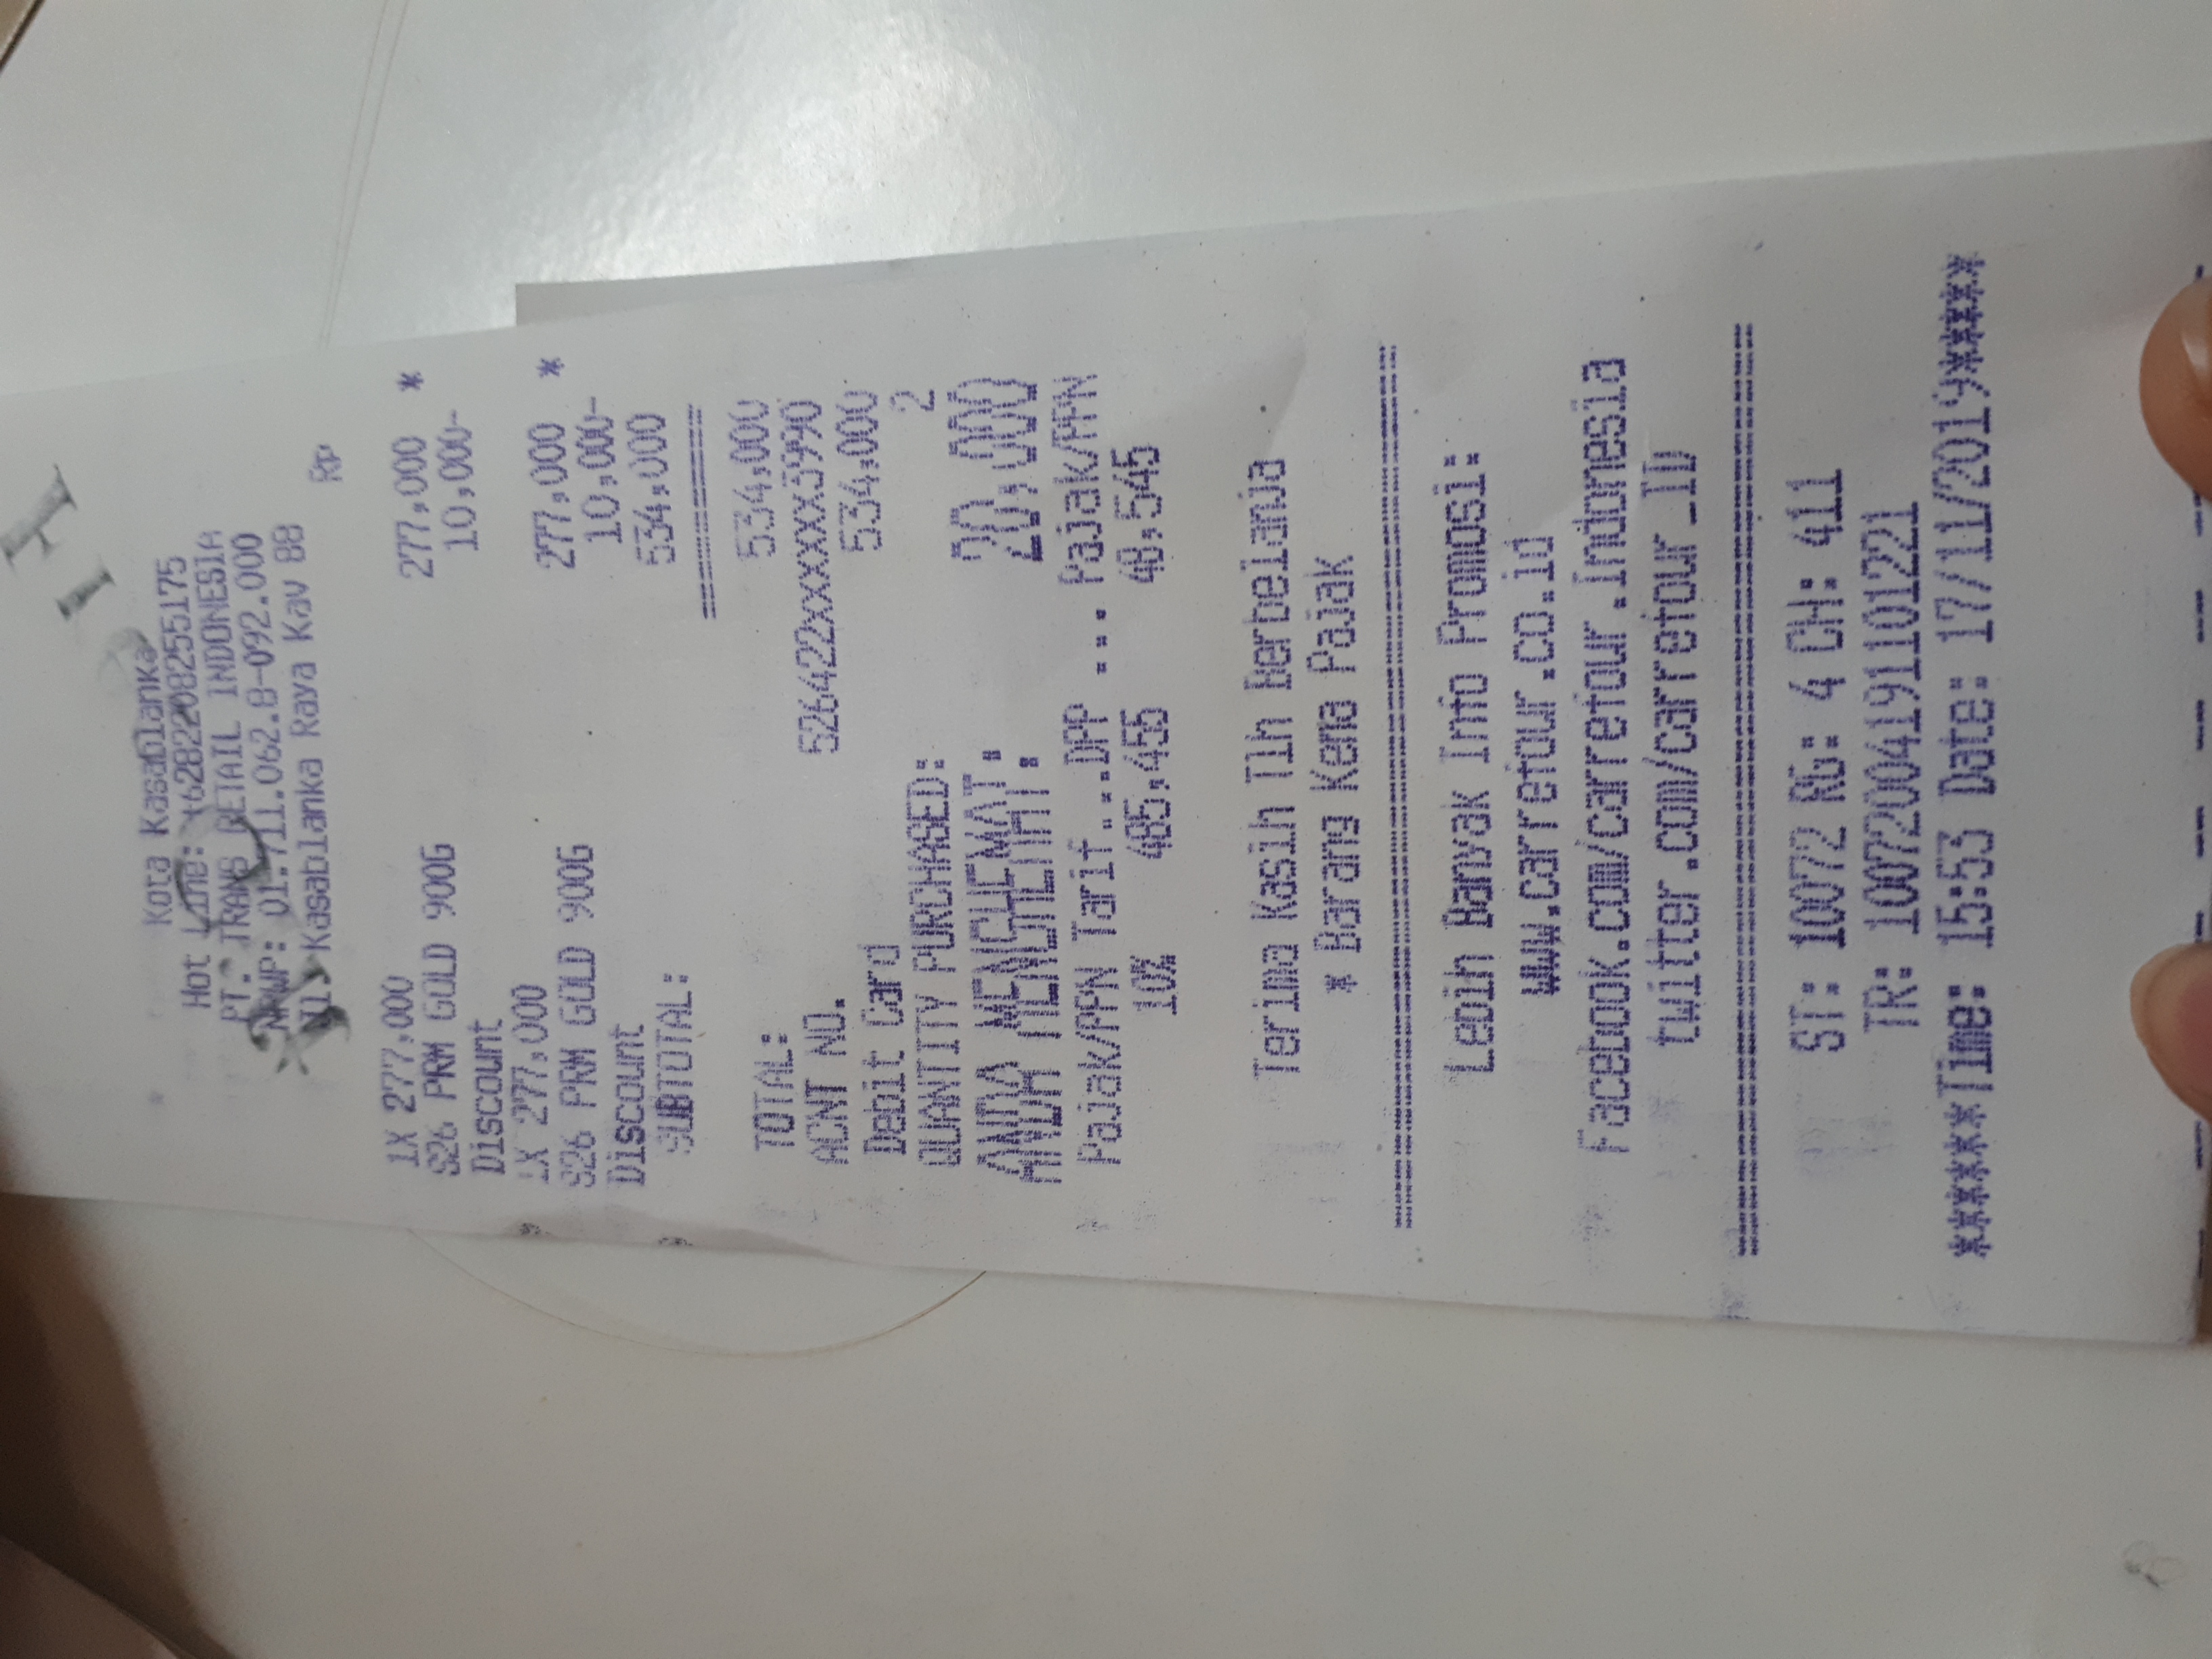 Kota Kasablanka
Hot Line: +6282208255175
PT. TRANS RETAIL INDONESIA
NPWP: 01.711.062.8-092.000
Jl. Kasablanka Raya Kav 88
Rp
1X 277,000
S26 PRM GOLD 900G 277,000 *
Discount 10,000-
1X 277,000
S26 PRM GOLD 900G 277,000 *
Discount 10,000-
SUBTOTAL: 534,000
==========
TOTAL: 534,000
ACNT NO. 526422xxxxxx3990
Debit Card 534,000
QUANTITY PURCHASED: 2
ANDA MENGHEMAT: 20,000
Pajak/PPN Tarif...DPP ... Pajak/PPN
10% 485,455 48,545
Terima Kasih Tlh Berbelanja
* Barang Kena Pajak
Lebih Banyak Info Promosi:
www.carrefour.co.id
Facebook.com/carrefour.Indonesia
twitter.com/carrefour_ID
ST: 10072 RG: 4 CH: 411
TR: 10072004191101221
******Time: 15:53 Date: 17/11/2019*****